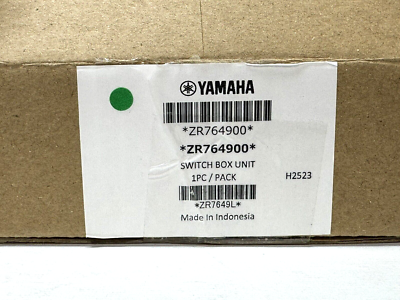 YAMAHA
*ZR764900*
*ZR764900*
SWITCH BOX UNIT
1PC / PACK H2523
*ZR7649L*
Made In Indonesia